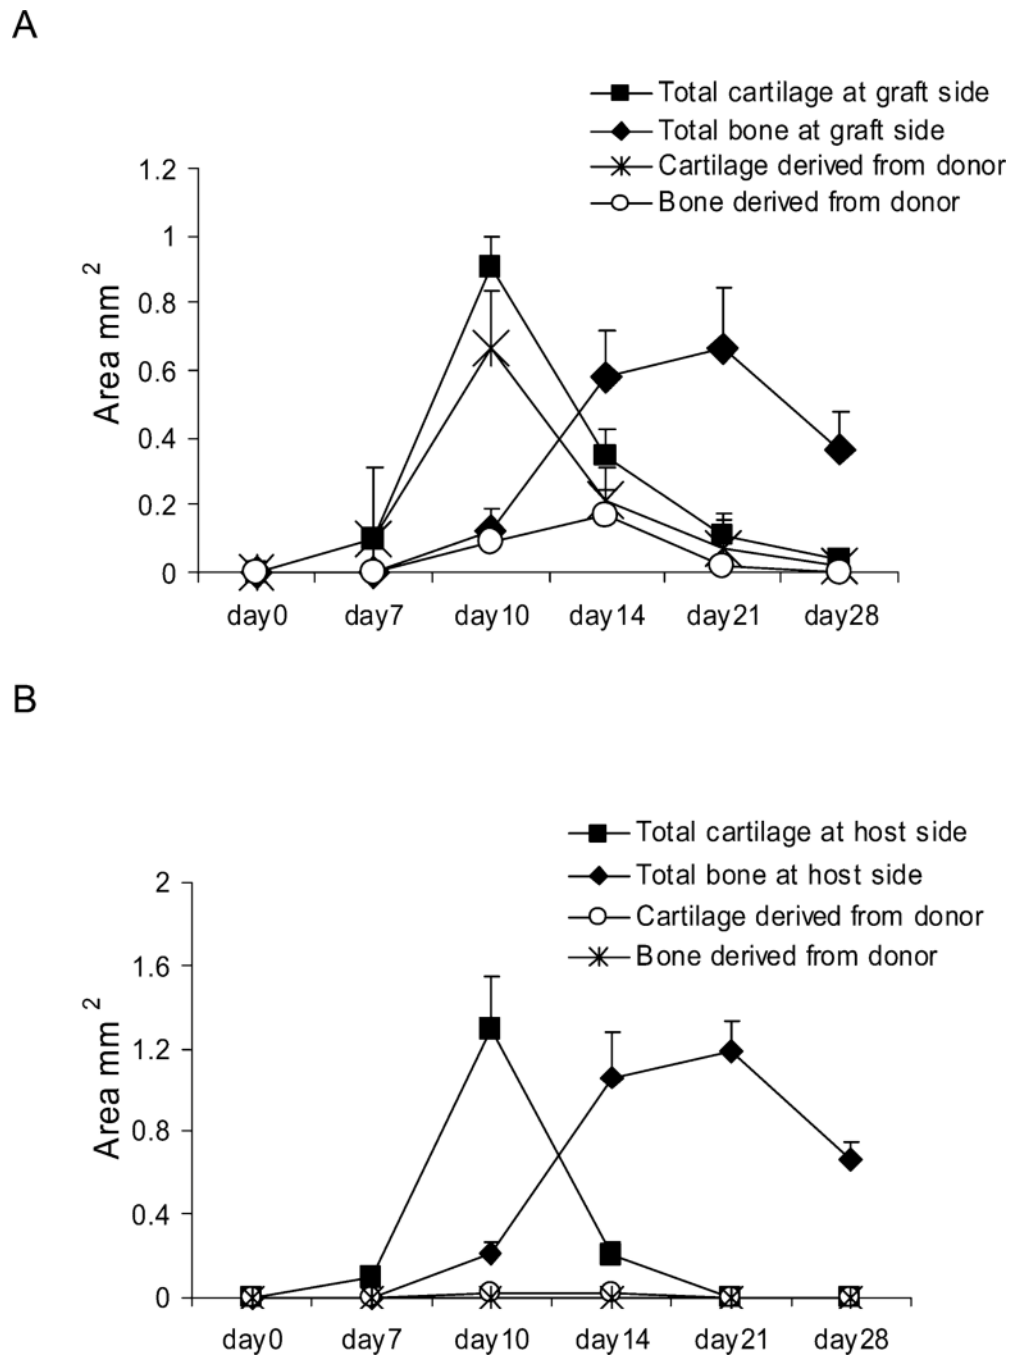 A
Total cartilage at graft side
Total bone at graft side
Cartilage derived from donor
Bone derived from donor
Area mm 2
1.2
1
0.8
0.6
0.4
0.2
0
day0 day7 day10 day14 day21 day28
B
Total cartilage at host side
Total bone at host side
Cartilage derived from donor
Bone derived from donor
Area mm 2
2
1.6
1.2
0.8
0.4
0
day0 day7 day10 day14 day21 day28